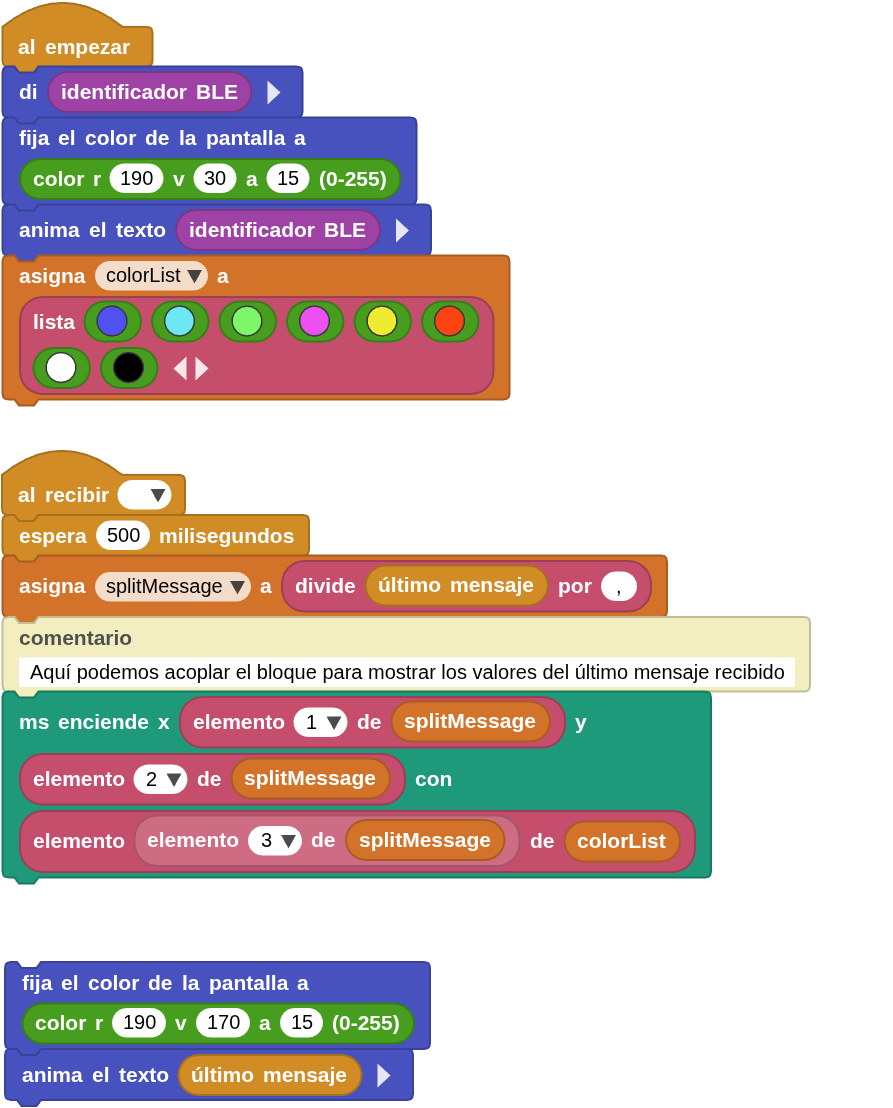 al empezar
di identificador BLE
fija el color de la pantalla a
color r 190 v 30 a 15 (0-255)
anima el texto identificador BLE
asigna colorList a
lista
al recibir
espera 500 milisegundos
asigna splitMessage a divide último mensaje por ,
comentario
Aquí podemos acoplar el bloque para mostrar los valores del último mensaje recibido
ms enciende x elemento 1 de splitMessage y
elemento 2 de splitMessage con
elemento elemento 3 de splitMessage de colorList
fija el color de la pantalla a
color r 190 v 170 a 15 (0-255)
anima el texto último mensaje